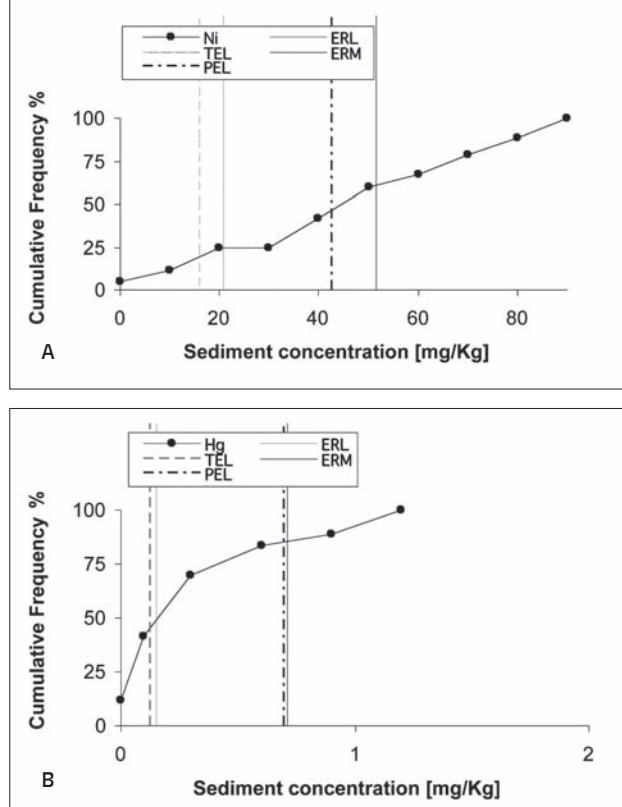 Ni ERL
TEL ERM
PEL
Cumulative Frequency %
100
75
50
25
0
0 20 40 60 80
Sediment concentration [mg/Kg]
A
Hg ERL
TEL ERM
PEL
Cumulative Frequency %
100
75
50
25
0
0 1 2
Sediment concentration [mg/Kg]
B